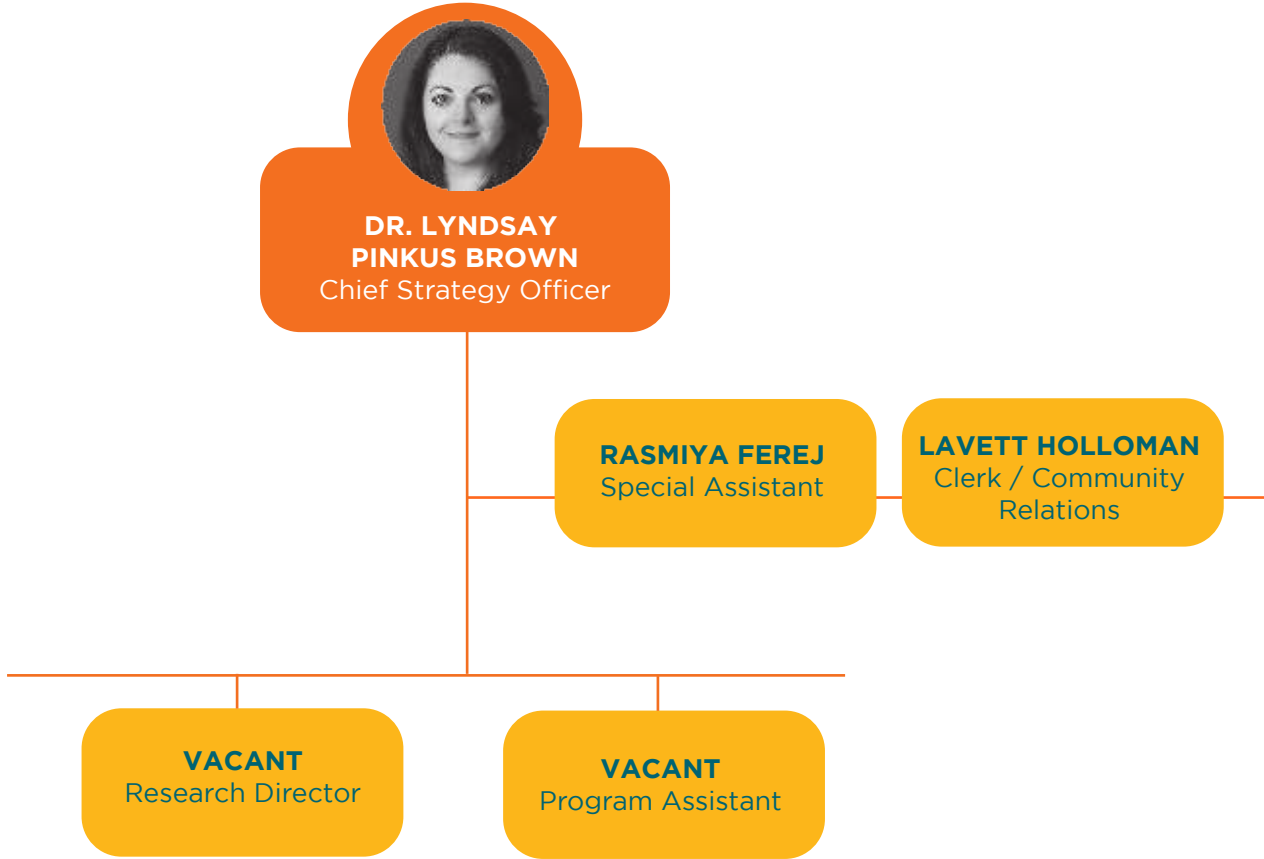 DR. LYNDSAY
PINKUS BROWN
Chief Strategy Officer
RASMIYA FEREJ
Special Assistant
LAVETT HOLLOMAN
Clerk / Community
Relations
VACANT
Research Director
VACANT
Program Assistant